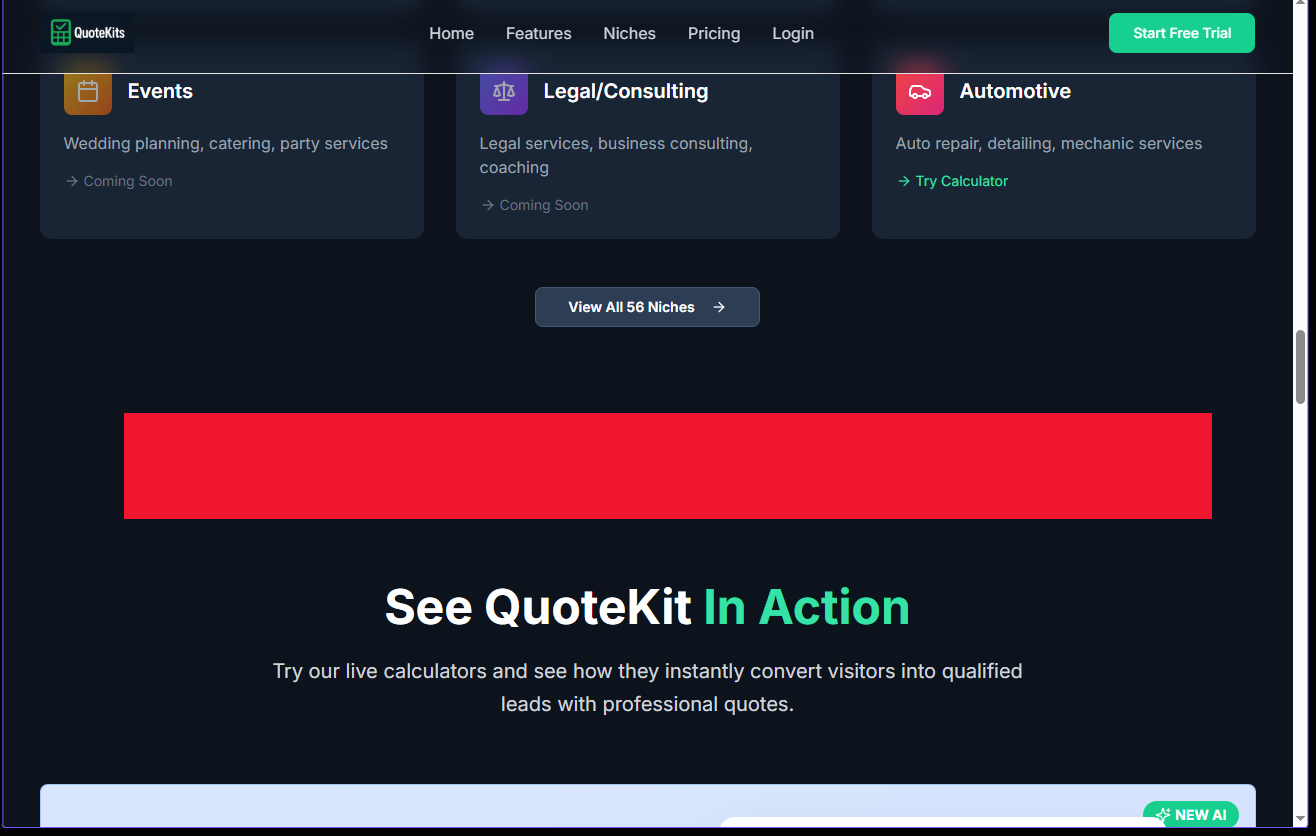 QuoteKits
Home
Features
Niches
Pricing
Login
Start Free Trial
Events
Wedding planning, catering, party services
→ Coming Soon
Legal/Consulting
Legal services, business consulting,
coaching
→ Coming Soon
Automotive
Auto repair, detailing, mechanic services
→ Try Calculator
View All 56 Niches →
See QuoteKit In Action
Try our live calculators and see how they instantly convert visitors into qualified
leads with professional quotes.
NEW AI